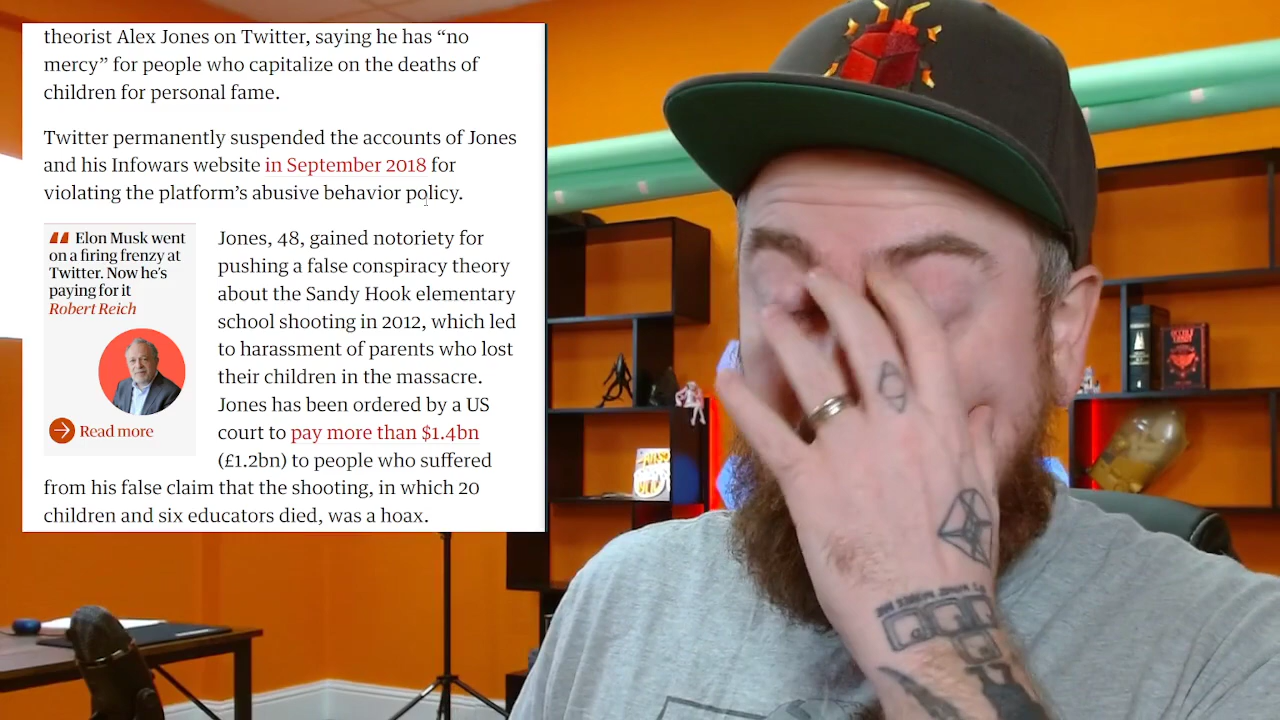 theorist Alex Jones on Twitter, saying he has “no
mercy” for people who capitalize on the deaths of
children for personal fame.
Twitter permanently suspended the accounts of Jones
and his Infowars website in September 2018 for
violating the platform’s abusive behavior policy.
Elon Musk went
on a firing frenzy at
Twitter. Now he’s
paying for it
Robert Reich
Read more
Jones, 48, gained notoriety for
pushing a false conspiracy theory
about the Sandy Hook elementary
school shooting in 2012, which led
to harassment of parents who lost
their children in the massacre.
Jones has been ordered by a US
court to pay more than $1.4bn
(£1.2bn) to people who suffered
from his false claim that the shooting, in which 20
children and six educators died, was a hoax.